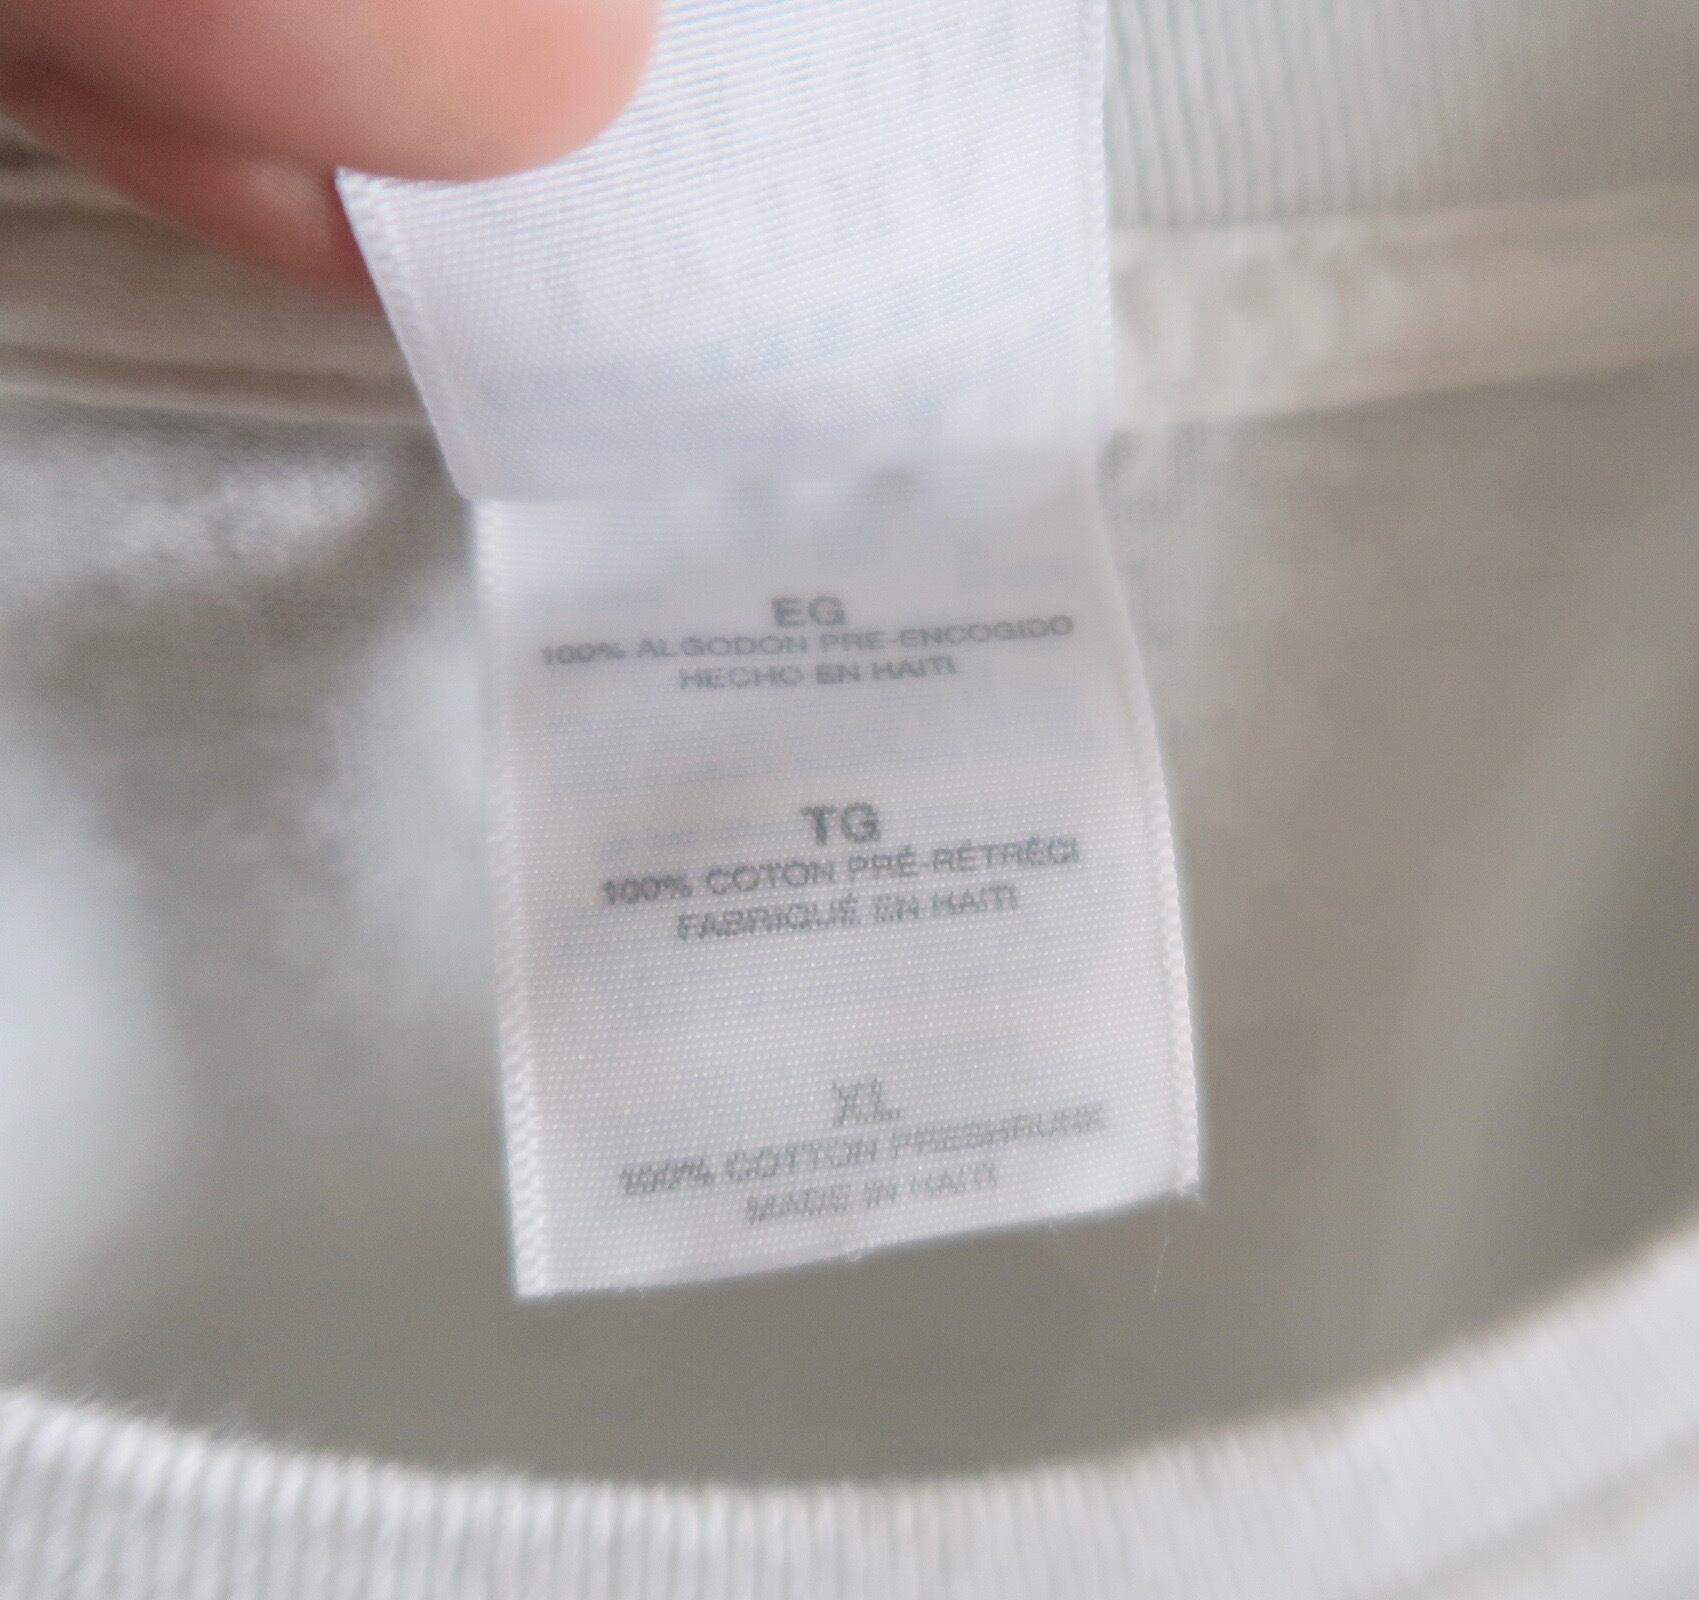 EG
100% ALGODON PRE-ENCOGIDO
HECHO EN HAITI
TG
100% COTON PRÉ-RÉTRÉCI
FABRIQUÉ EN HAITI
XL
100% COTTON PRESHRUNK
MADE IN HAITI